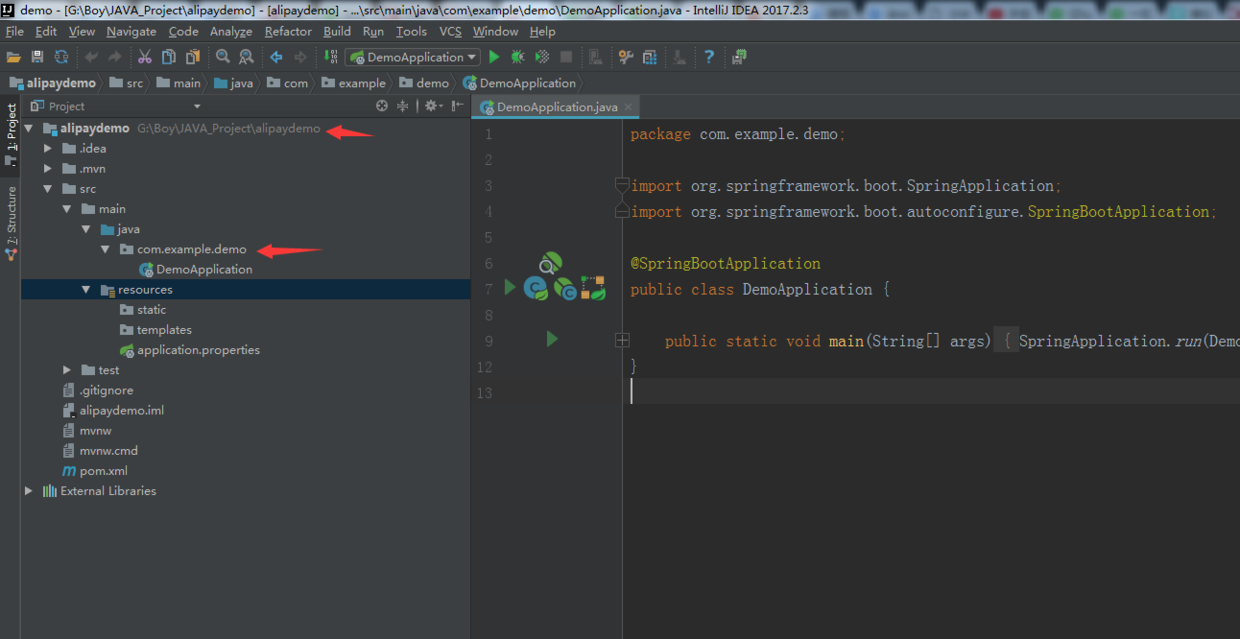 demo - [G:\Boy\JAVA_Project\alipaydemo] - [alipaydemo] - ...\src\main\java\com\example\demo\DemoApplication.java - IntelliJ IDEA 2017.2.3
File Edit View Navigate Code Analyze Refactor Build Run Tools VCS Window Help
DemoApplication
alipaydemo src main java com example demo DemoApplication
Project
DemoApplication.java
1: Project
7: Structure
alipaydemo G:\Boy\JAVA_Project\alipaydemo
.idea
.mvn
src
main
java
com.example.demo
DemoApplication
resources
static
templates
application.properties
test
.gitignore
alipaydemo.iml
mvnw
mvnw.cmd
pom.xml
External Libraries
1 package com.example.demo;
2
3 import org.springframework.boot.SpringApplication;
4 import org.springframework.boot.autoconfigure.SpringBootApplication;
5
6 @SpringBootApplication
7 public class DemoApplication {
8
9 public static void main(String[] args) { SpringApplication.run(Demo
12 }
13